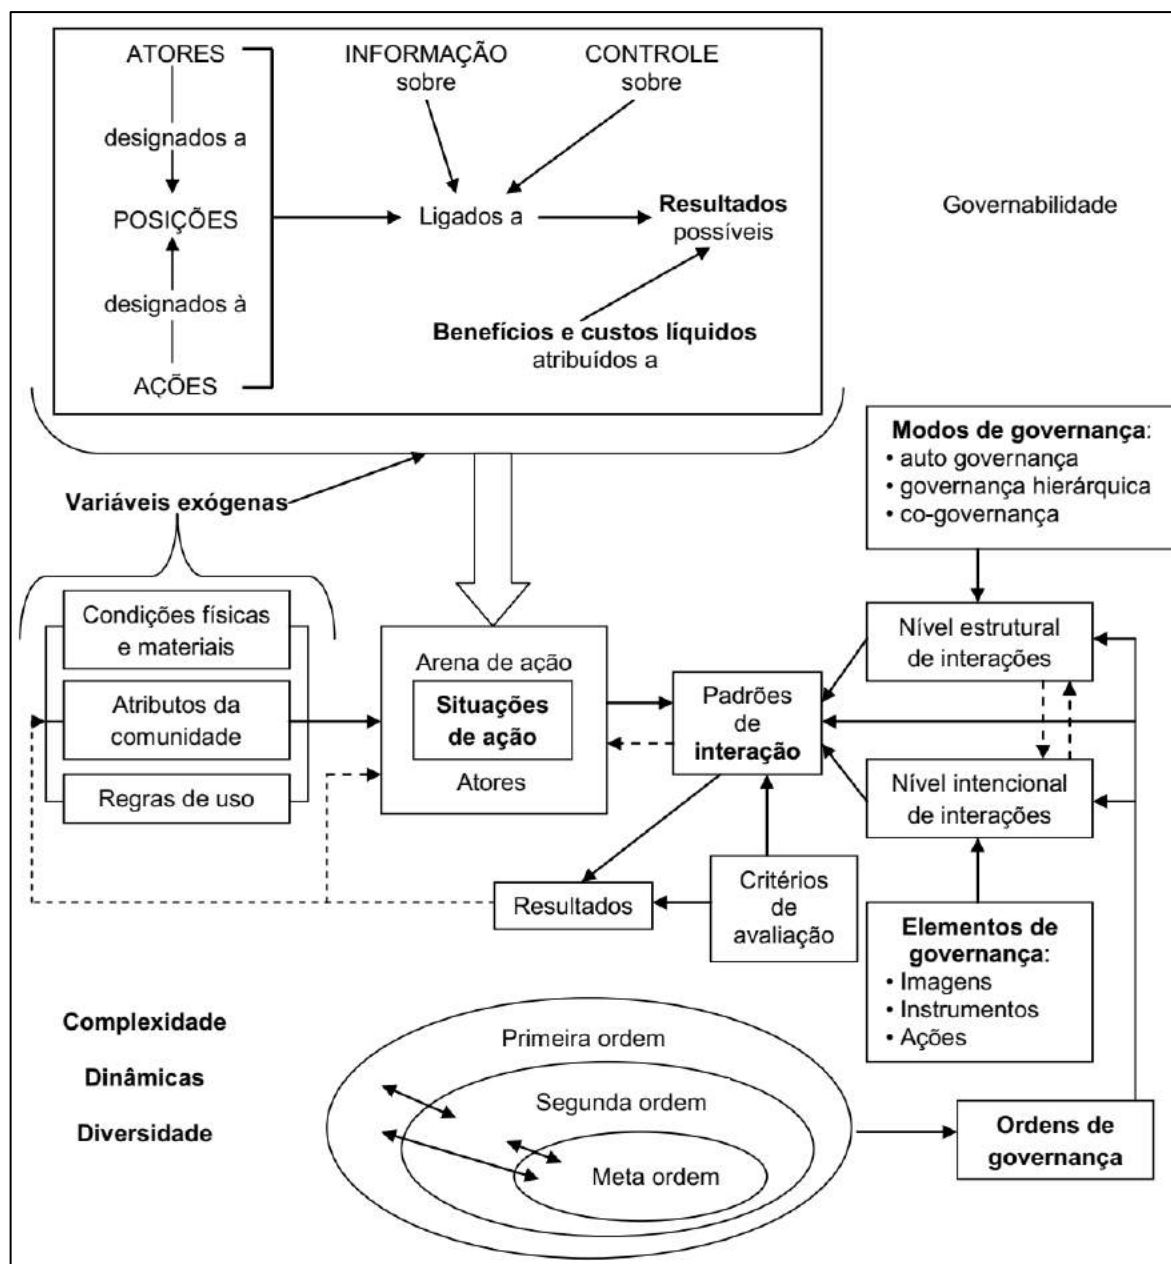 ATORES
designados a
POSIÇÕES
designados à
AÇÕES
INFORMAÇÃO
sobre
CONTROLE
sobre
Ligados a
Resultados
possíveis
Benefícios e custos líquidos
atribuídos a
Governabilidade
Modos de governança:
• auto governança
• governança hierárquica
• co-governança
Variáveis exógenas
Condições físicas
e materiais
Atributos da
comunidade
Regras de uso
Arena de ação
Situações
de ação
Atores
Padrões
de
interação
Nível estrutural
de interações
Nível intencional
de interações
Resultados
Critérios
de
avaliação
Elementos de
governança:
• Imagens
• Instrumentos
• Ações
Complexidade
Dinâmicas
Diversidade
Primeira ordem
Segunda ordem
Meta ordem
Ordens de
governança